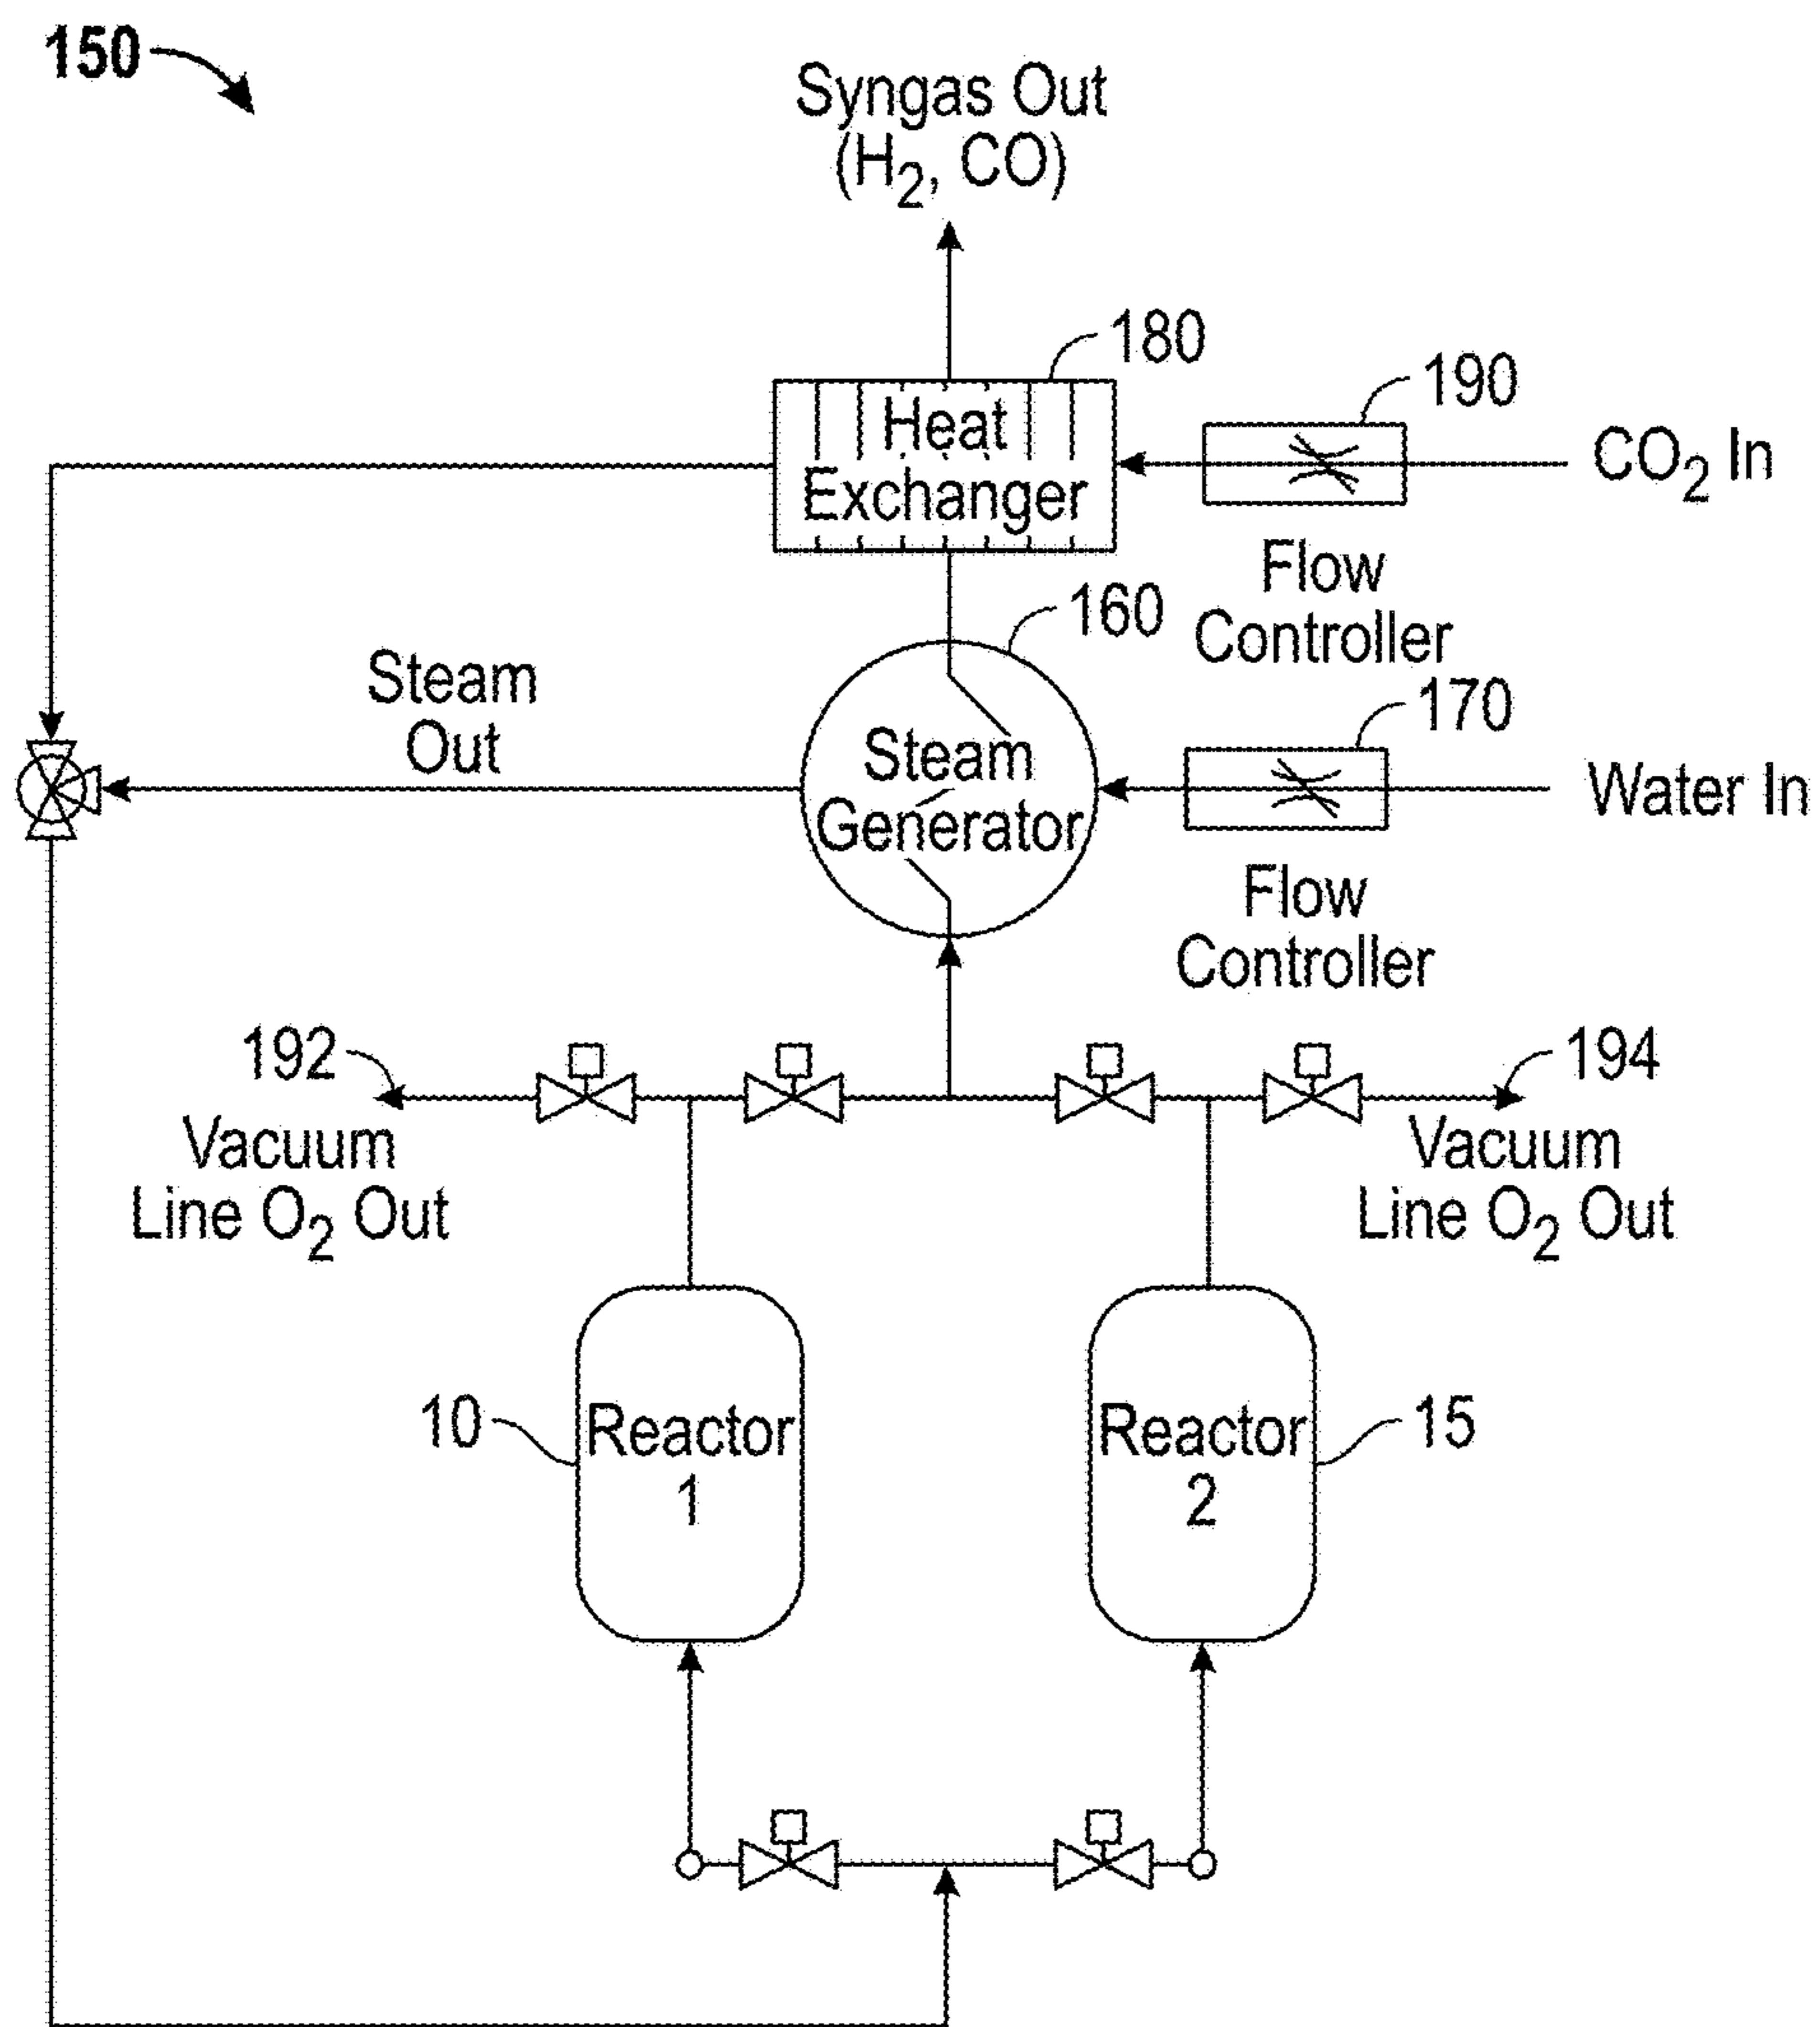 150
Syngas Out
(H₂, CO)
180
190
Heat
Exchanger
CO₂ In
Flow
Controller
160
170
Steam
Out
Steam
Generator
Water In
Flow
Controller
192
194
Vacuum
Line O₂ Out
Vacuum
Line O₂ Out
10
Reactor
1
Reactor
2
15